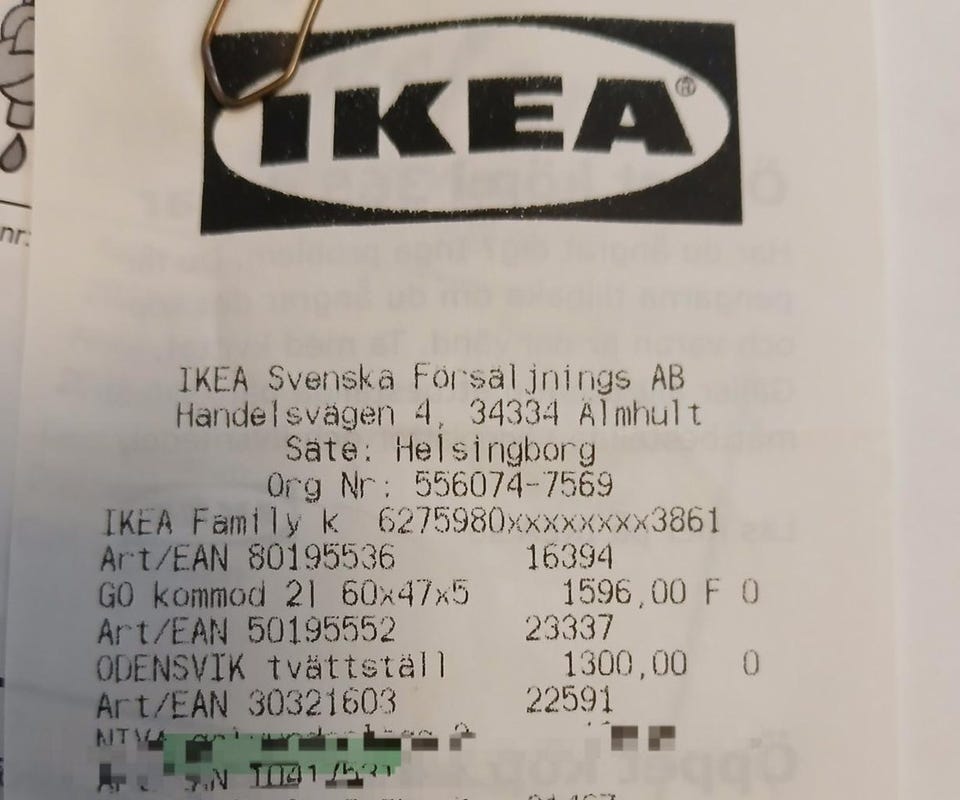 nr:
IKEA®
IKEA Svenska Försäljnings AB
Handelsvägen 4, 34334 Älmhult
Säte: Helsingborg
Org Nr: 556074-7569
IKEA Family k 6275980xxxxxxxx3861
Art/EAN 80195536 16394
GO kommod 2l 60x47x5 1596,00 F 0
Art/EAN 50195552 23337
ODENSVIK tvättställ 1300,00 0
Art/EAN 30321603 22591